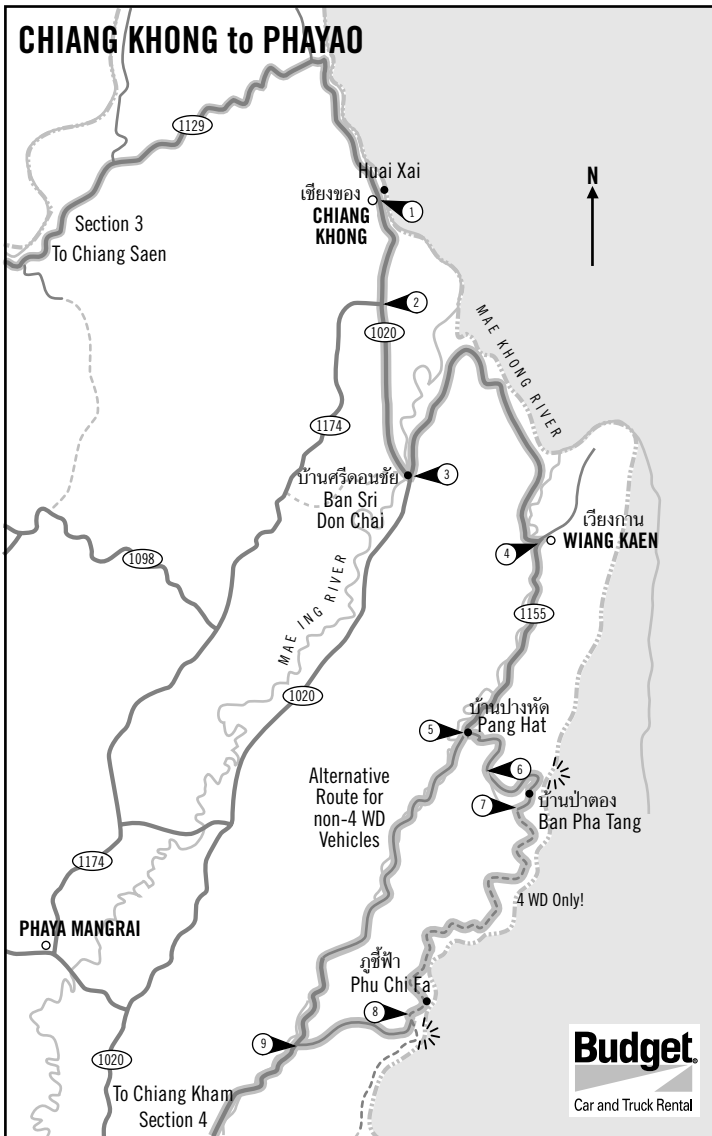 CHIANG KHONG to PHAYAO
1129
Huai Xai
เชียงของ
CHIANG
KHONG
1
N
Section 3
To Chiang Saen
2
1020
MAE KHONG RIVER
1174
บ้านศรีดอนชัย
Ban Sri
Don Chai
3
เวียงกาน
WIANG KAEN
4
1098
MAE ING RIVER
1155
1020
บ้านปางหัด
Pang Hat
5
6
Alternative
Route for
non-4 WD
Vehicles
7
บ้านป่าตอง
Ban Pha Tang
1174
4 WD Only!
PHAYA MANGRAI
ภูชี้ฟ้า
Phu Chi Fa
8
9
1020
To Chiang Kham
Section 4
Budget®
Car and Truck Rental